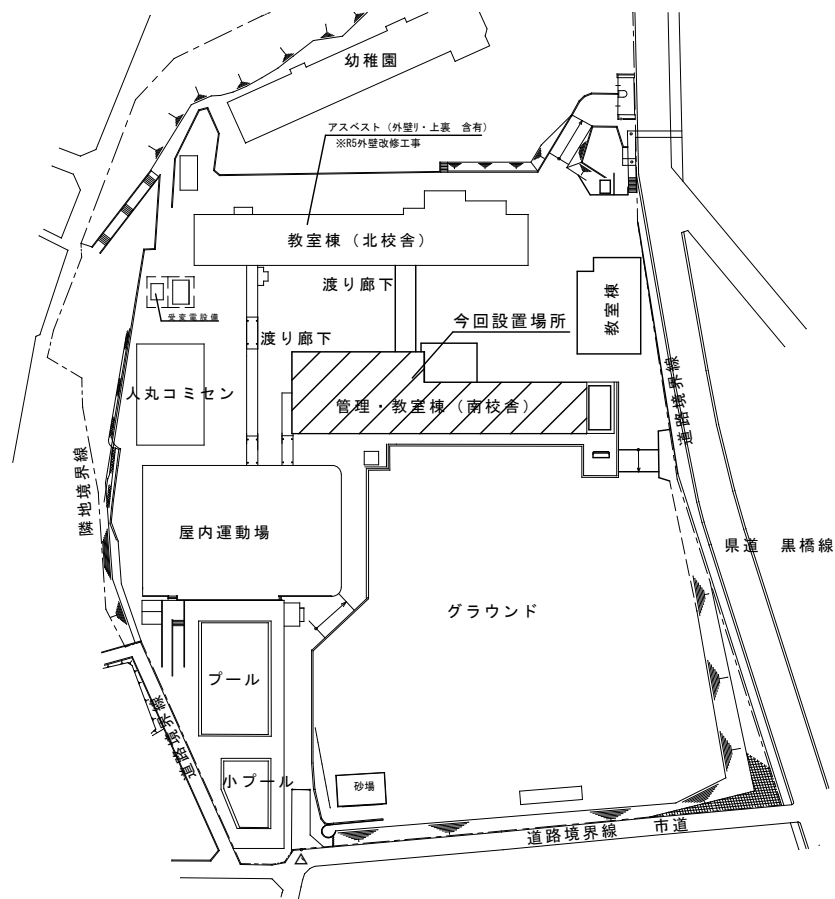 幼稚園
アスベスト（外壁ﾘ・上裏　含有）
※R5外壁改修工事
教室棟（北校舎）
渡り廊下
教室棟
受変電設備
今回設置場所
渡り廊下
人丸コミセン
管理・教室棟（南校舎）
道路境界線
隣地境界線
屋内運動場
県道　黒橋線
グラウンド
プール
道路境界線
小プール
砂場
道路境界線　市道